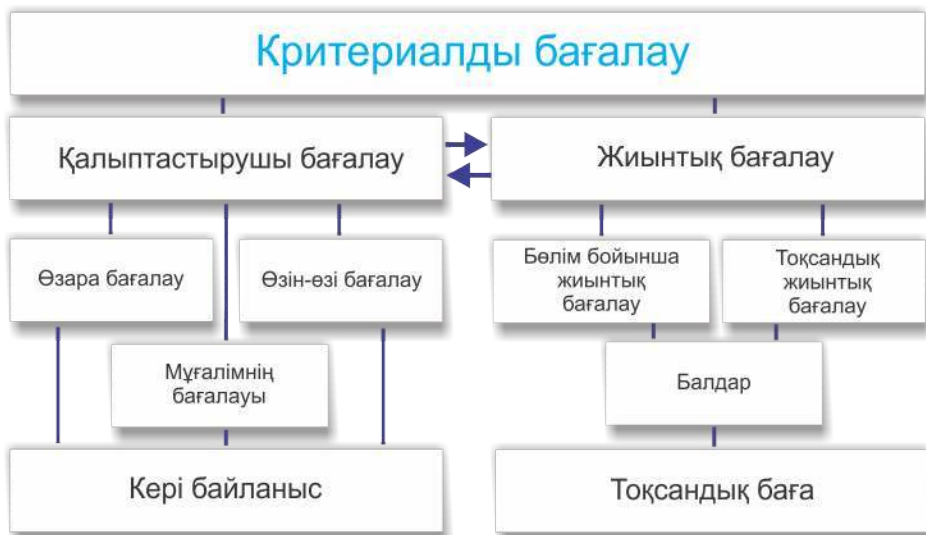 Критериалды бағалау
Қалыптастырушы бағалау
Жиынтық бағалау
Өзара бағалау
Өзін-өзі бағалау
Бөлім бойынша
жиынтық
бағалау
Тоқсандық
жиынтық
бағалау
Мұғалімнің
бағалауы
Балдар
Кері байланыс
Тоқсандық баға